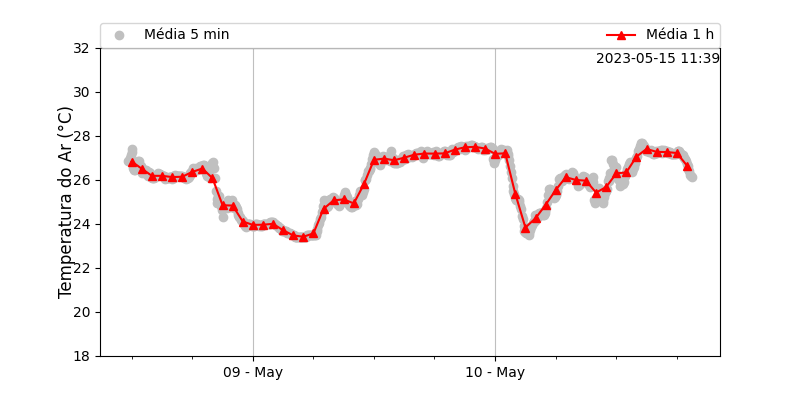 Média 5 min
Média 1 h
2023-05-15 11:39
Temperatura do Ar (°C)
32
30
28
26
24
22
20
18
09 - May
10 - May